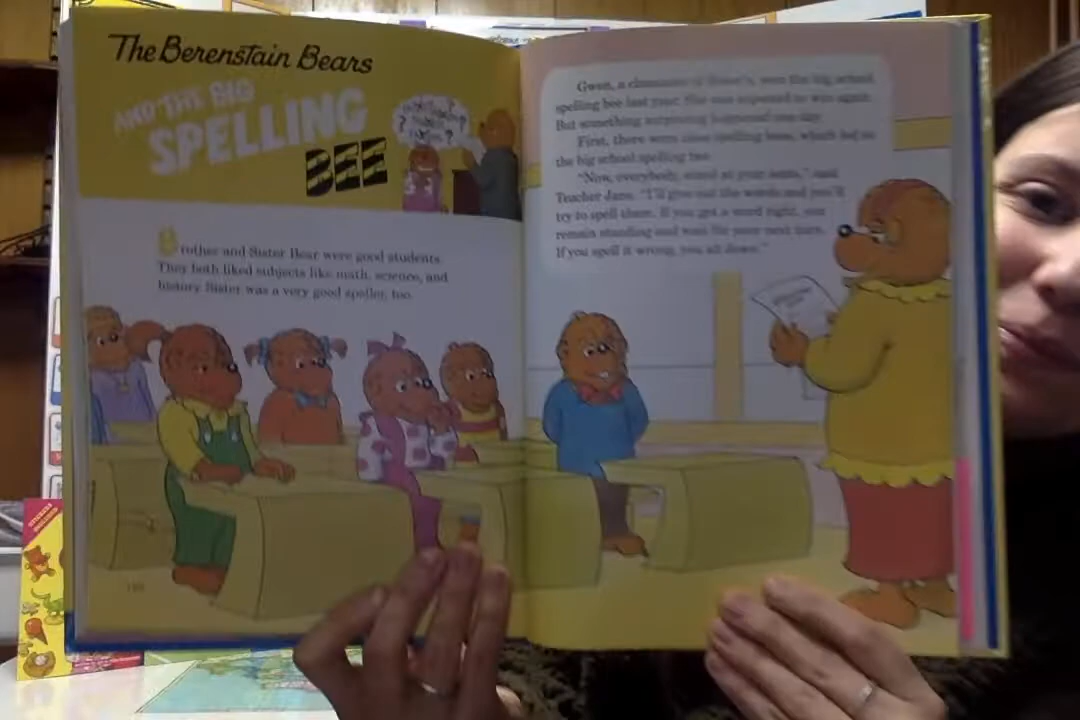 The Berenstain Bears
AND THE BIG
SPELLING
BEE
Brother and Sister Bear were good students.
They both liked subjects like math, science, and
history. Sister was a very good speller, too.
Gwen, a classmate of Sister's, won the big school
spelling bee last year. She was expected to win again.
But something surprising happened one day.
First, there were class spelling bees, which led to
the big school spelling bee.
"Now, everybody, stand at your seats," said
Teacher Jane. "I'll give out the words and you'll
try to spell them. If you get a word right, you
remain standing and wait for your next turn.
If you spell it wrong, you sit down."